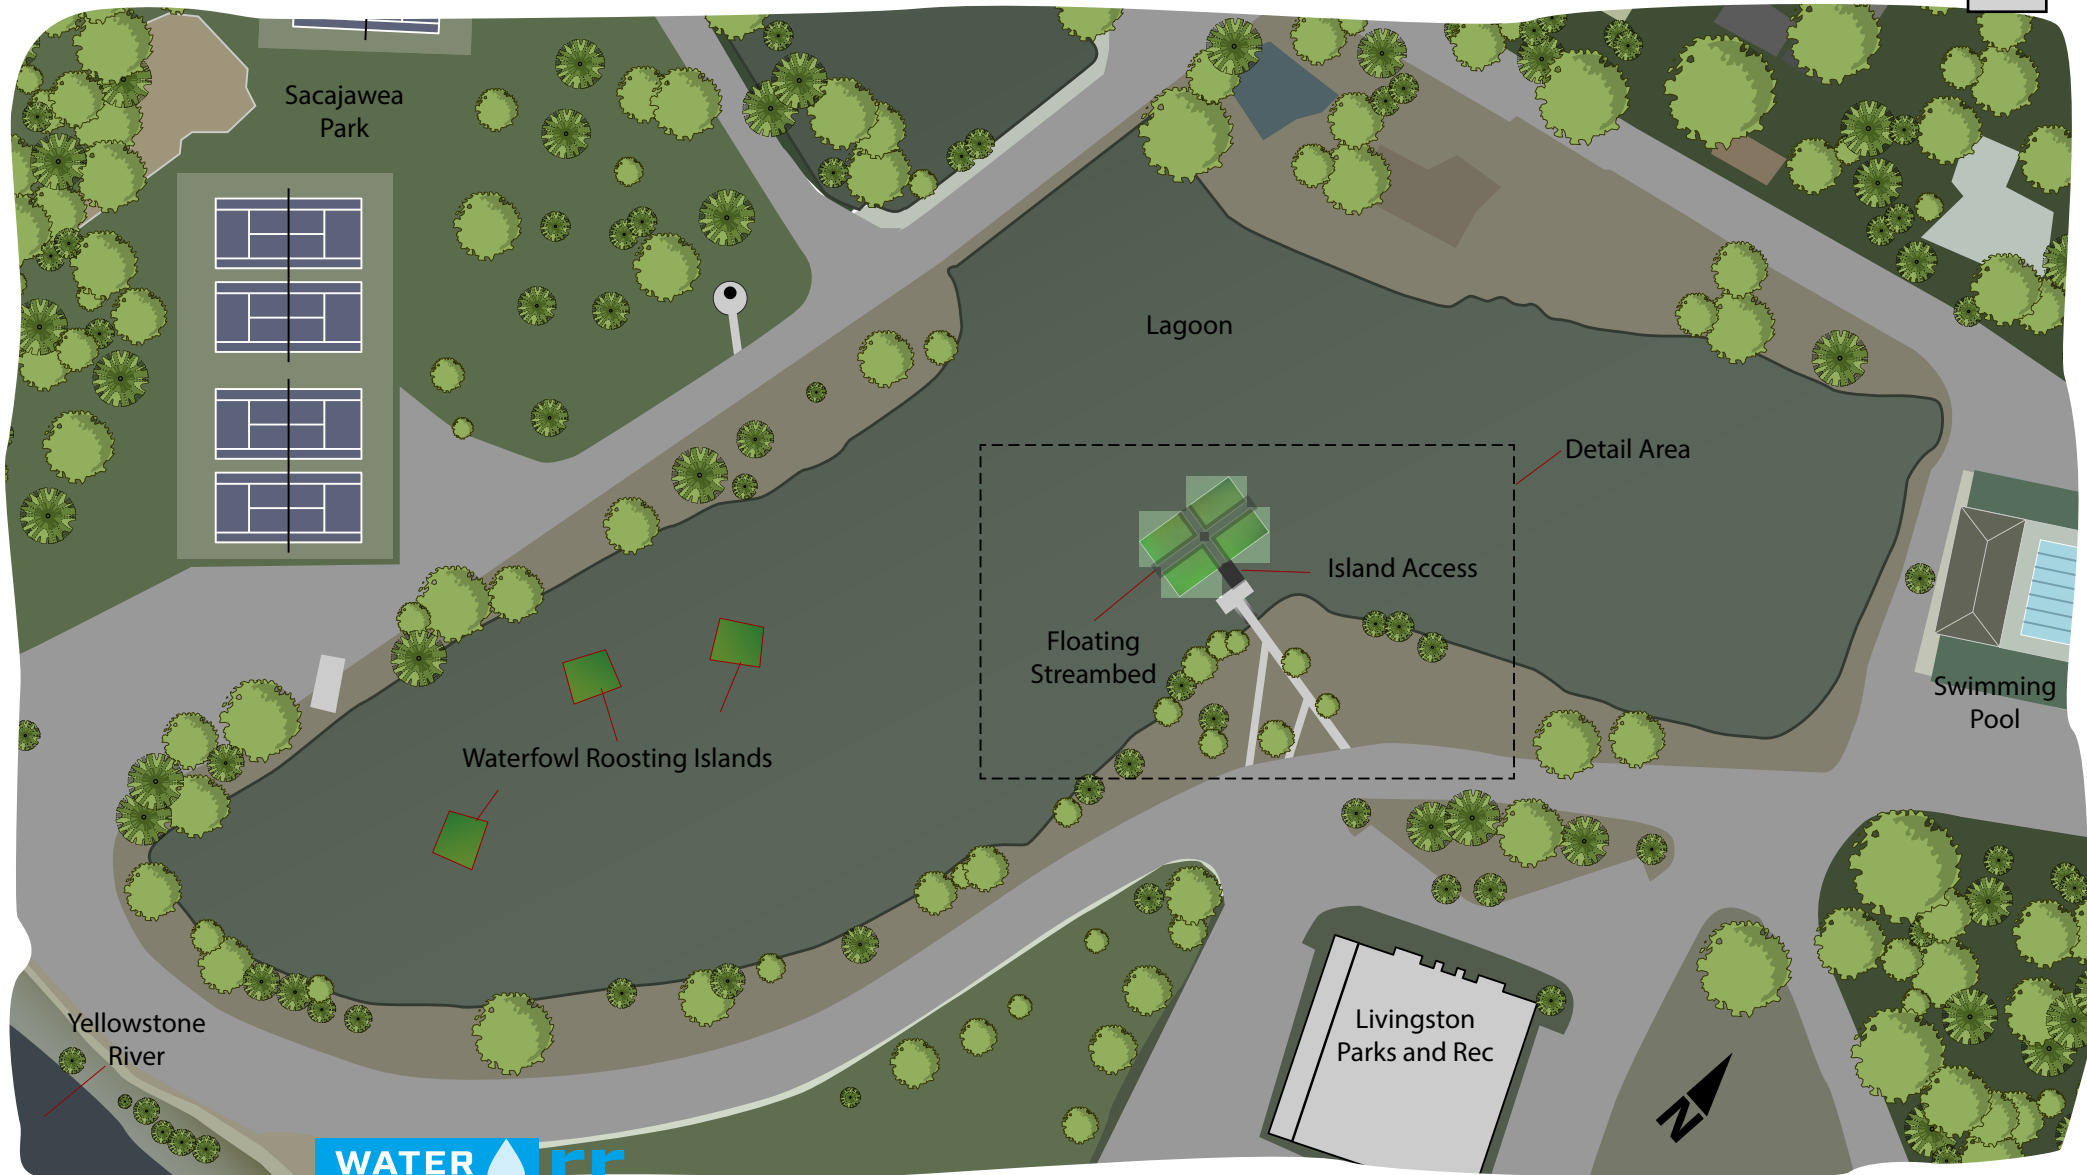 Sacajawea
Park
Lagoon
Detail Area
Island Access
Floating
Streambed
Swimming
Pool
Waterfowl Roosting Islands
Yellowstone
River
Livingston
Parks and Rec
N
WATER
rr